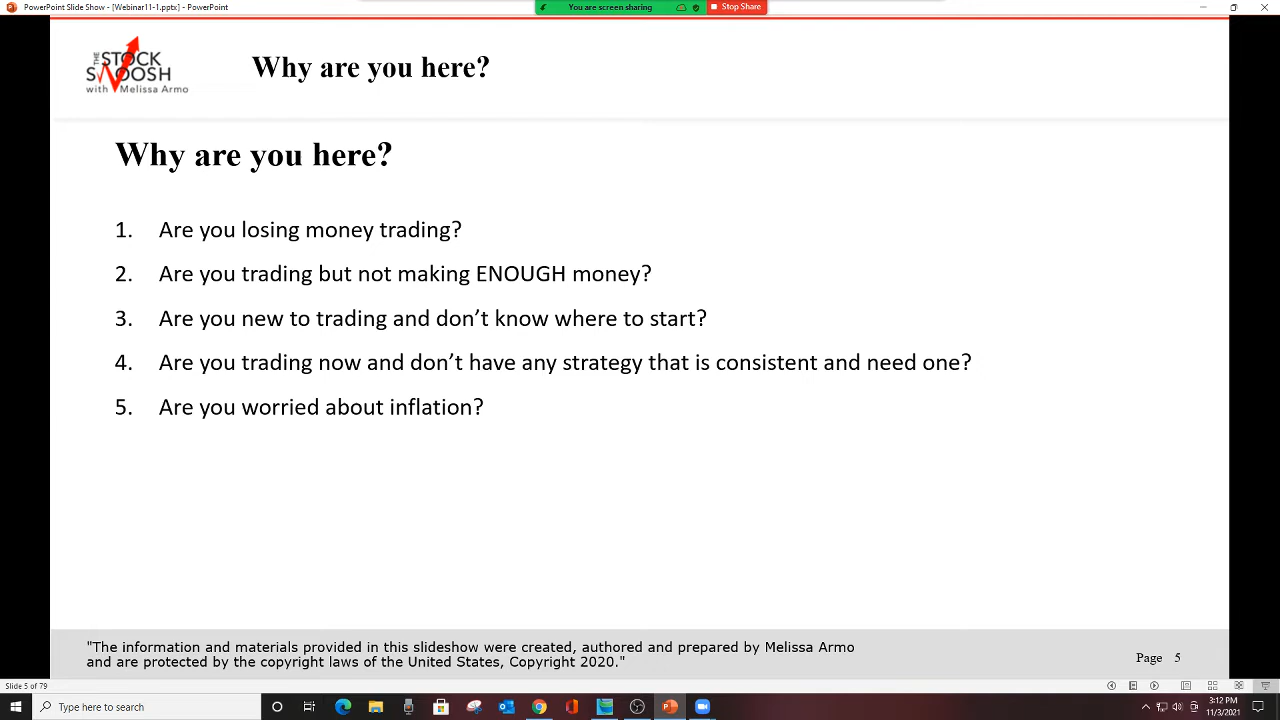 PowerPoint Slide Show - [Webinar11-1.pptx] - PowerPoint
You are screen sharing
Stop Share
THE STOCK
SWOOSH
with Melissa Armo
Why are you here?
Why are you here?
1. Are you losing money trading?
2. Are you trading but not making ENOUGH money?
3. Are you new to trading and don’t know where to start?
4. Are you trading now and don’t have any strategy that is consistent and need one?
5. Are you worried about inflation?
"The information and materials provided in this slideshow were created, authored and prepared by Melissa Armo
and are protected by the copyright laws of the United States, Copyright 2020."
Page 5
Slide 5 of 79
Type here to search
3:12 PM
11/3/2021